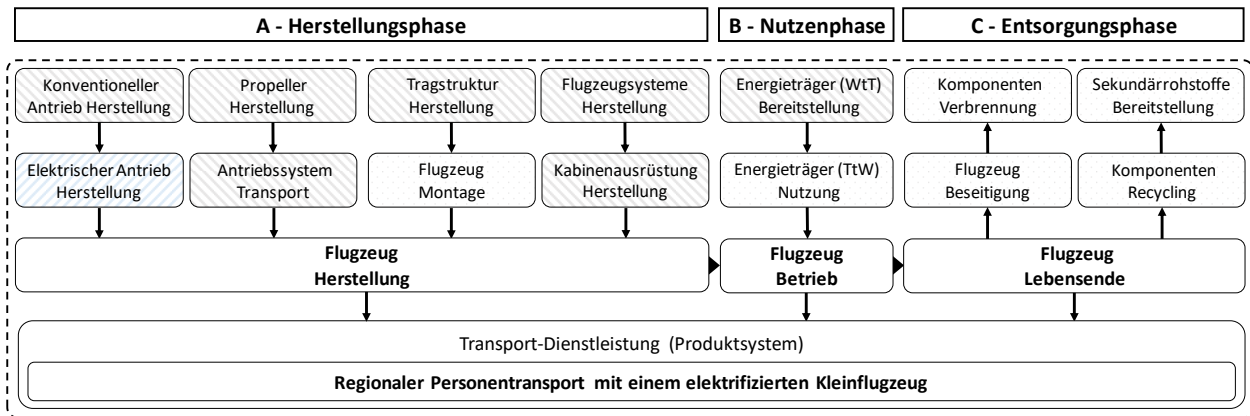 A - Herstellungsphase
B - Nutzenphase
C - Entsorgungsphase
Konventioneller
Antrieb Herstellung
Propeller
Herstellung
Tragstruktur
Herstellung
Flugzeugsysteme
Herstellung
Energieträger (WtT)
Bereitstellung
Komponenten
Verbrennung
Sekundärrohstoffe
Bereitstellung
Elektrischer Antrieb
Herstellung
Antriebssystem
Transport
Flugzeug
Montage
Kabinenausrüstung
Herstellung
Energieträger (TtW)
Nutzung
Flugzeug
Beseitigung
Komponenten
Recycling
Flugzeug
Herstellung
Flugzeug
Betrieb
Flugzeug
Lebensende
Transport-Dienstleistung (Produktsystem)
Regionaler Personentransport mit einem elektrifizierten Kleinflugzeug